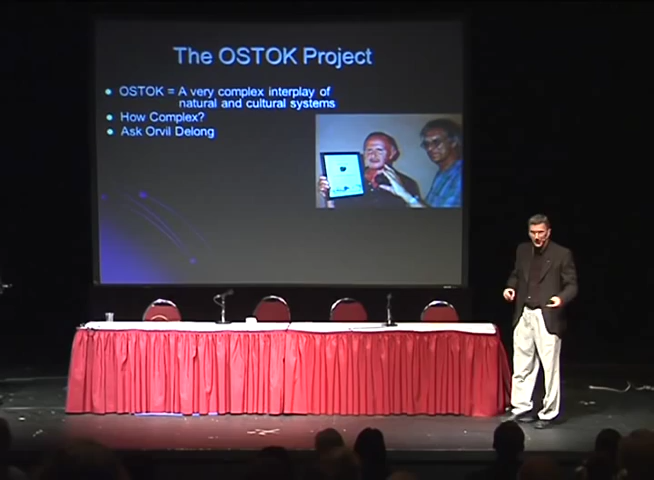 The OSTOK Project
OSTOK = A very complex interplay of
natural and cultural systems
How Complex?
Ask Orvil Delong